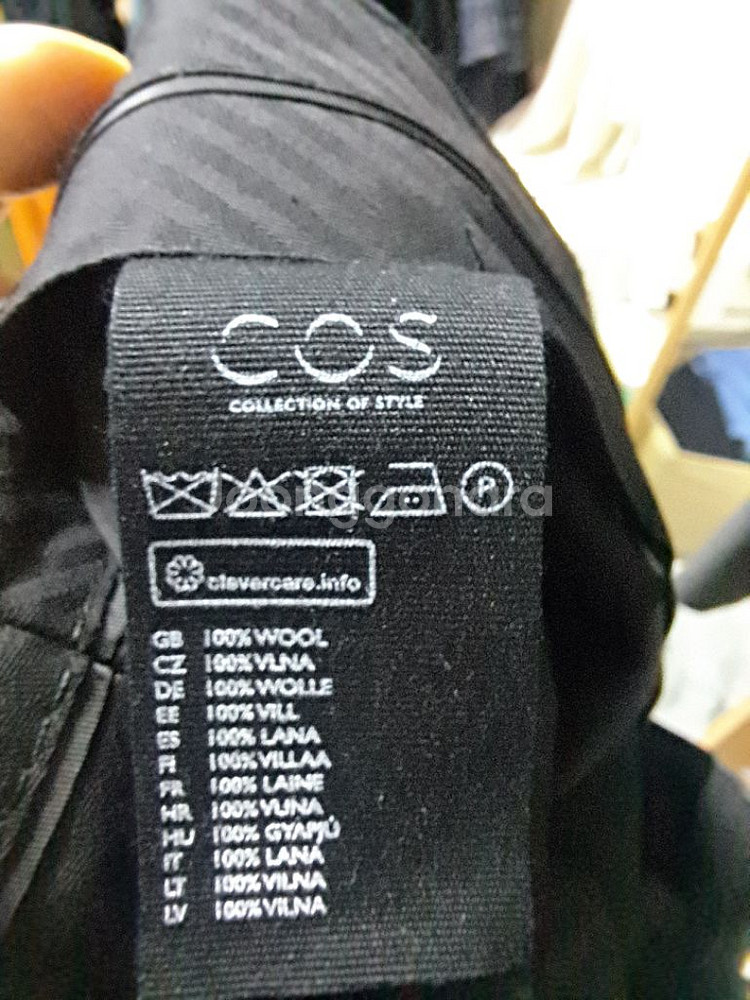 COS
COLLECTION OF STYLE
P
clevercare.info
GB 100% WOOL
CZ 100% VLNA
DE 100% WOLLE
EE 100% VILL
ES 100% LANA
FI 100% VILLAA
FR 100% LAINE
HR 100% VUNA
HU 100% GYAPJÚ
IT 100% LANA
LT 100% VILNA
LV 100% VILNA